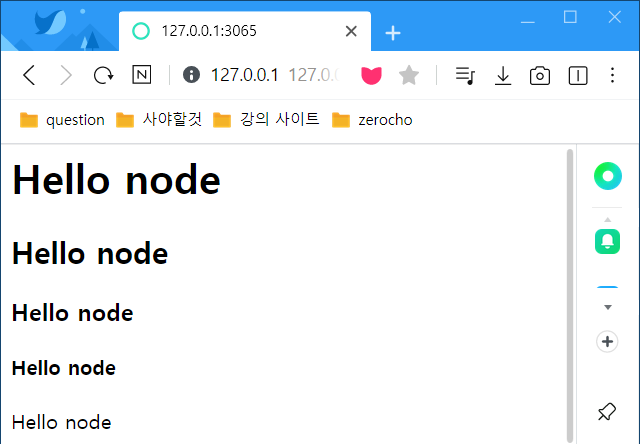 127.0.0.1:3065
N 127.0.0.1 127.0.
question 사야할것 강의 사이트 zerocho
Hello node
Hello node
Hello node
Hello node
Hello node